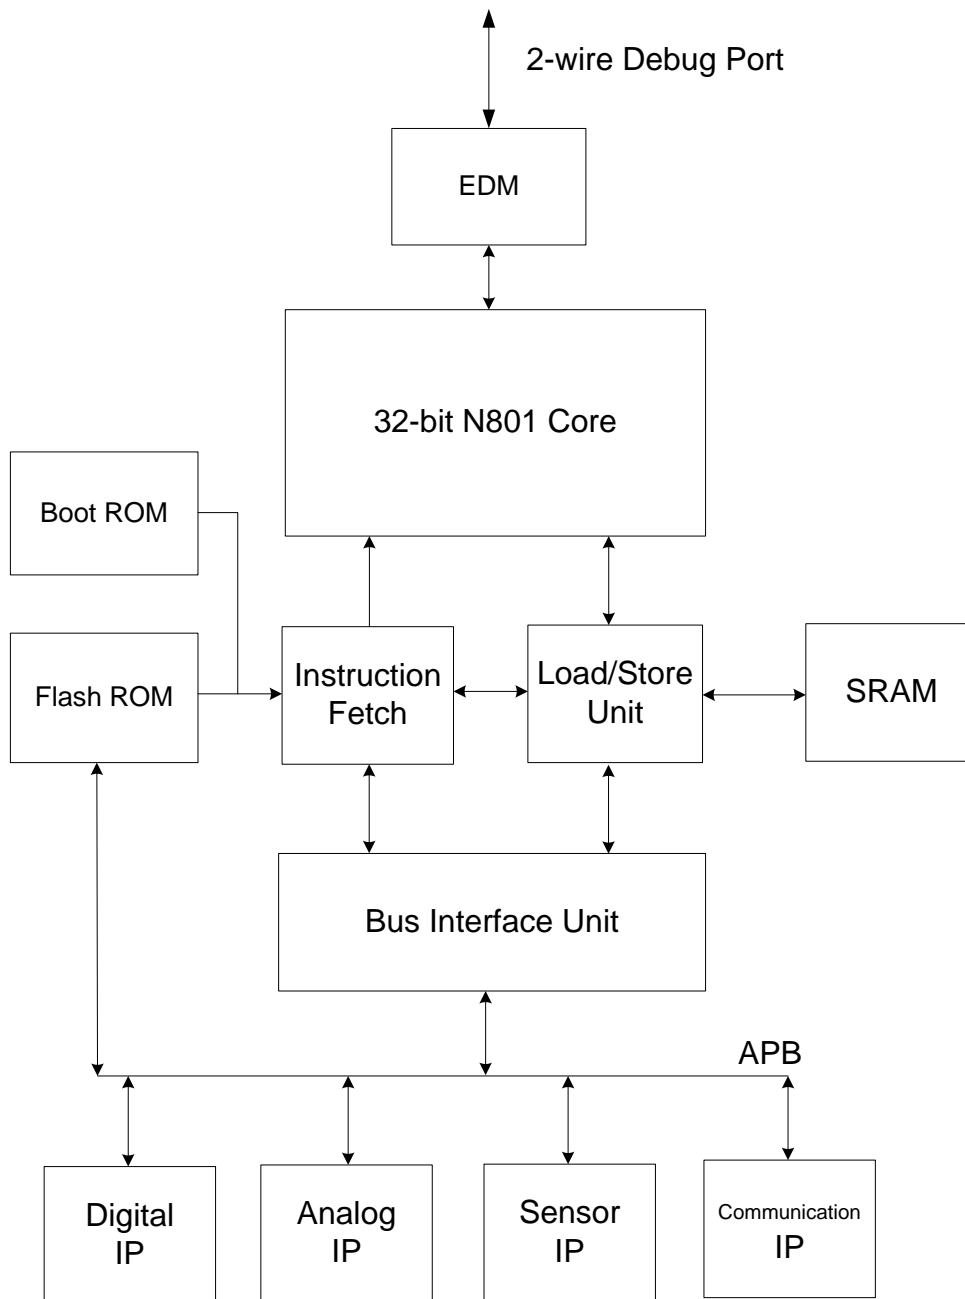 2-wire Debug Port
EDM
32-bit N801 Core
Boot ROM
Flash ROM
Instruction
Fetch
Load/Store
Unit
SRAM
Bus Interface Unit
APB
Digital
IP
Analog
IP
Sensor
IP
Communication
IP